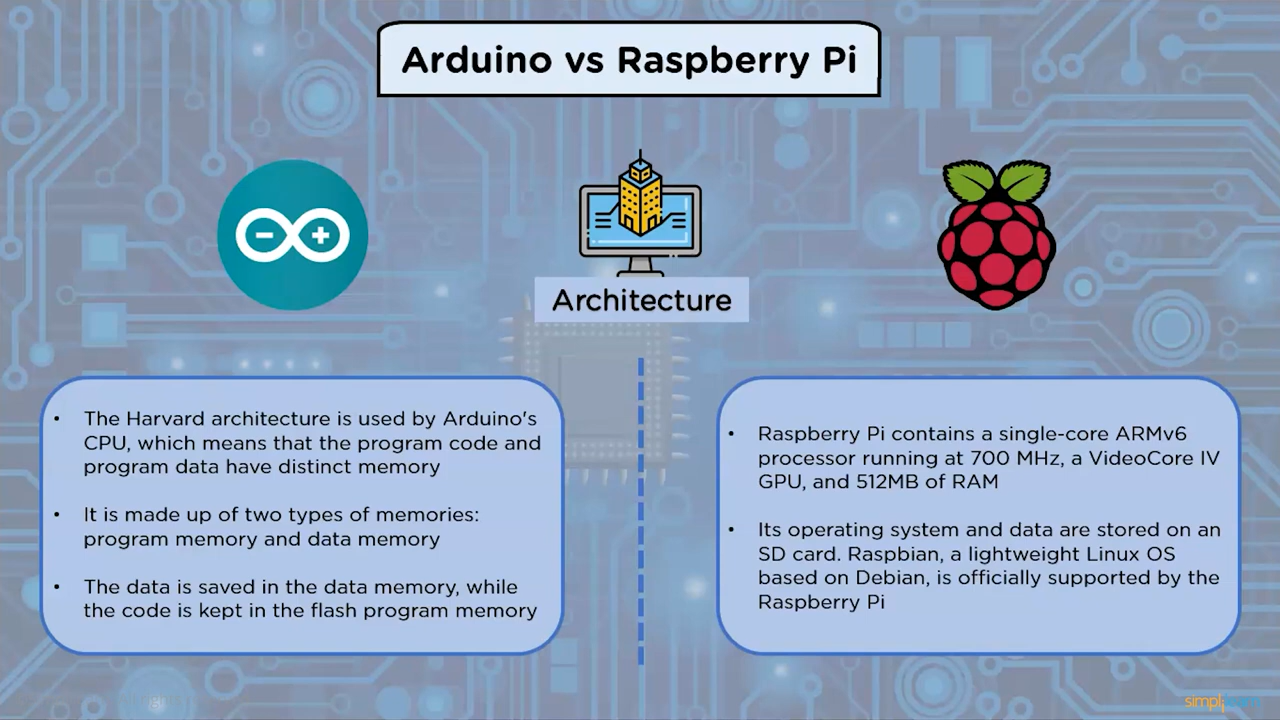 Arduino vs Raspberry Pi
Architecture
• The Harvard architecture is used by Arduino's
CPU, which means that the program code and
program data have distinct memory
• It is made up of two types of memories:
program memory and data memory
• The data is saved in the data memory, while
the code is kept in the flash program memory
• Raspberry Pi contains a single-core ARMv6
processor running at 700 MHz, a VideoCore IV
GPU, and 512MB of RAM
• Its operating system and data are stored on an
SD card. Raspbian, a lightweight Linux OS
based on Debian, is officially supported by the
Raspberry Pi